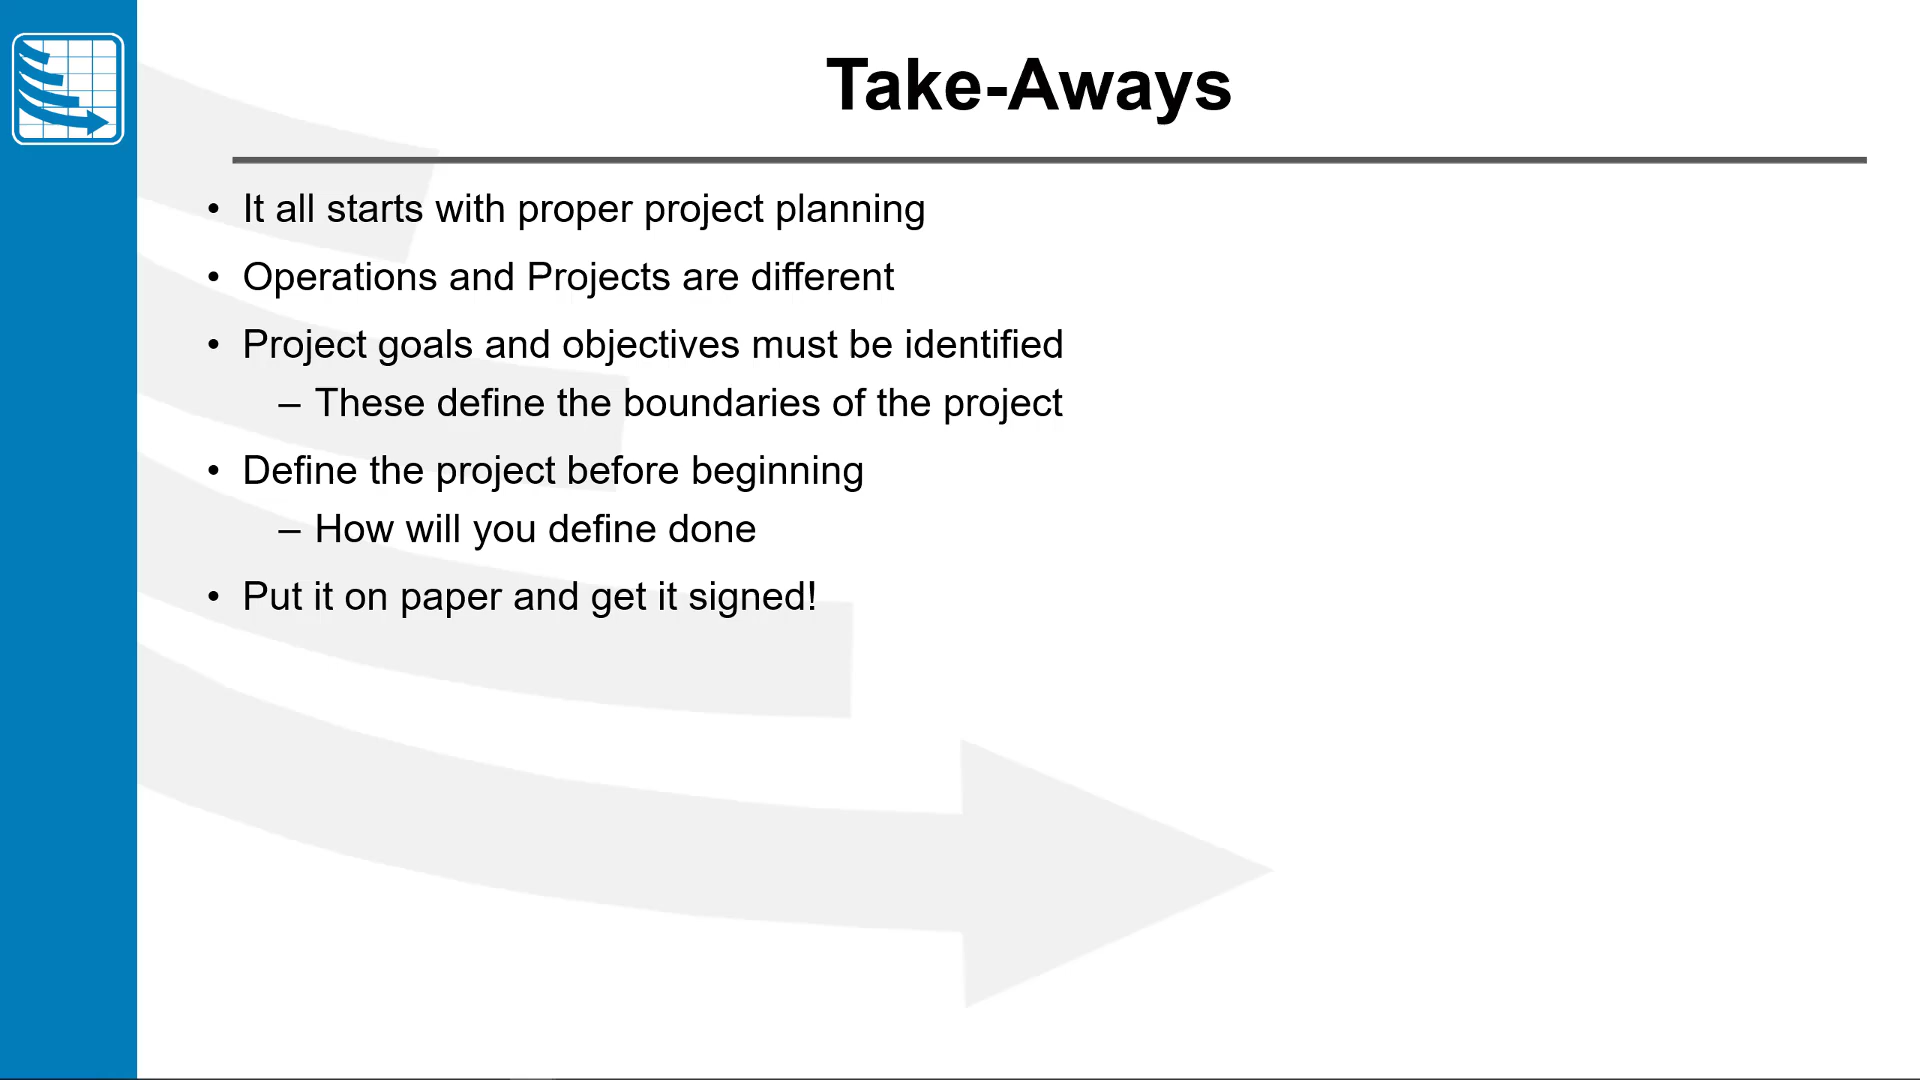 Take-Aways
• It all starts with proper project planning
• Operations and Projects are different
• Project goals and objectives must be identified
– These define the boundaries of the project
• Define the project before beginning
– How will you define done
• Put it on paper and get it signed!